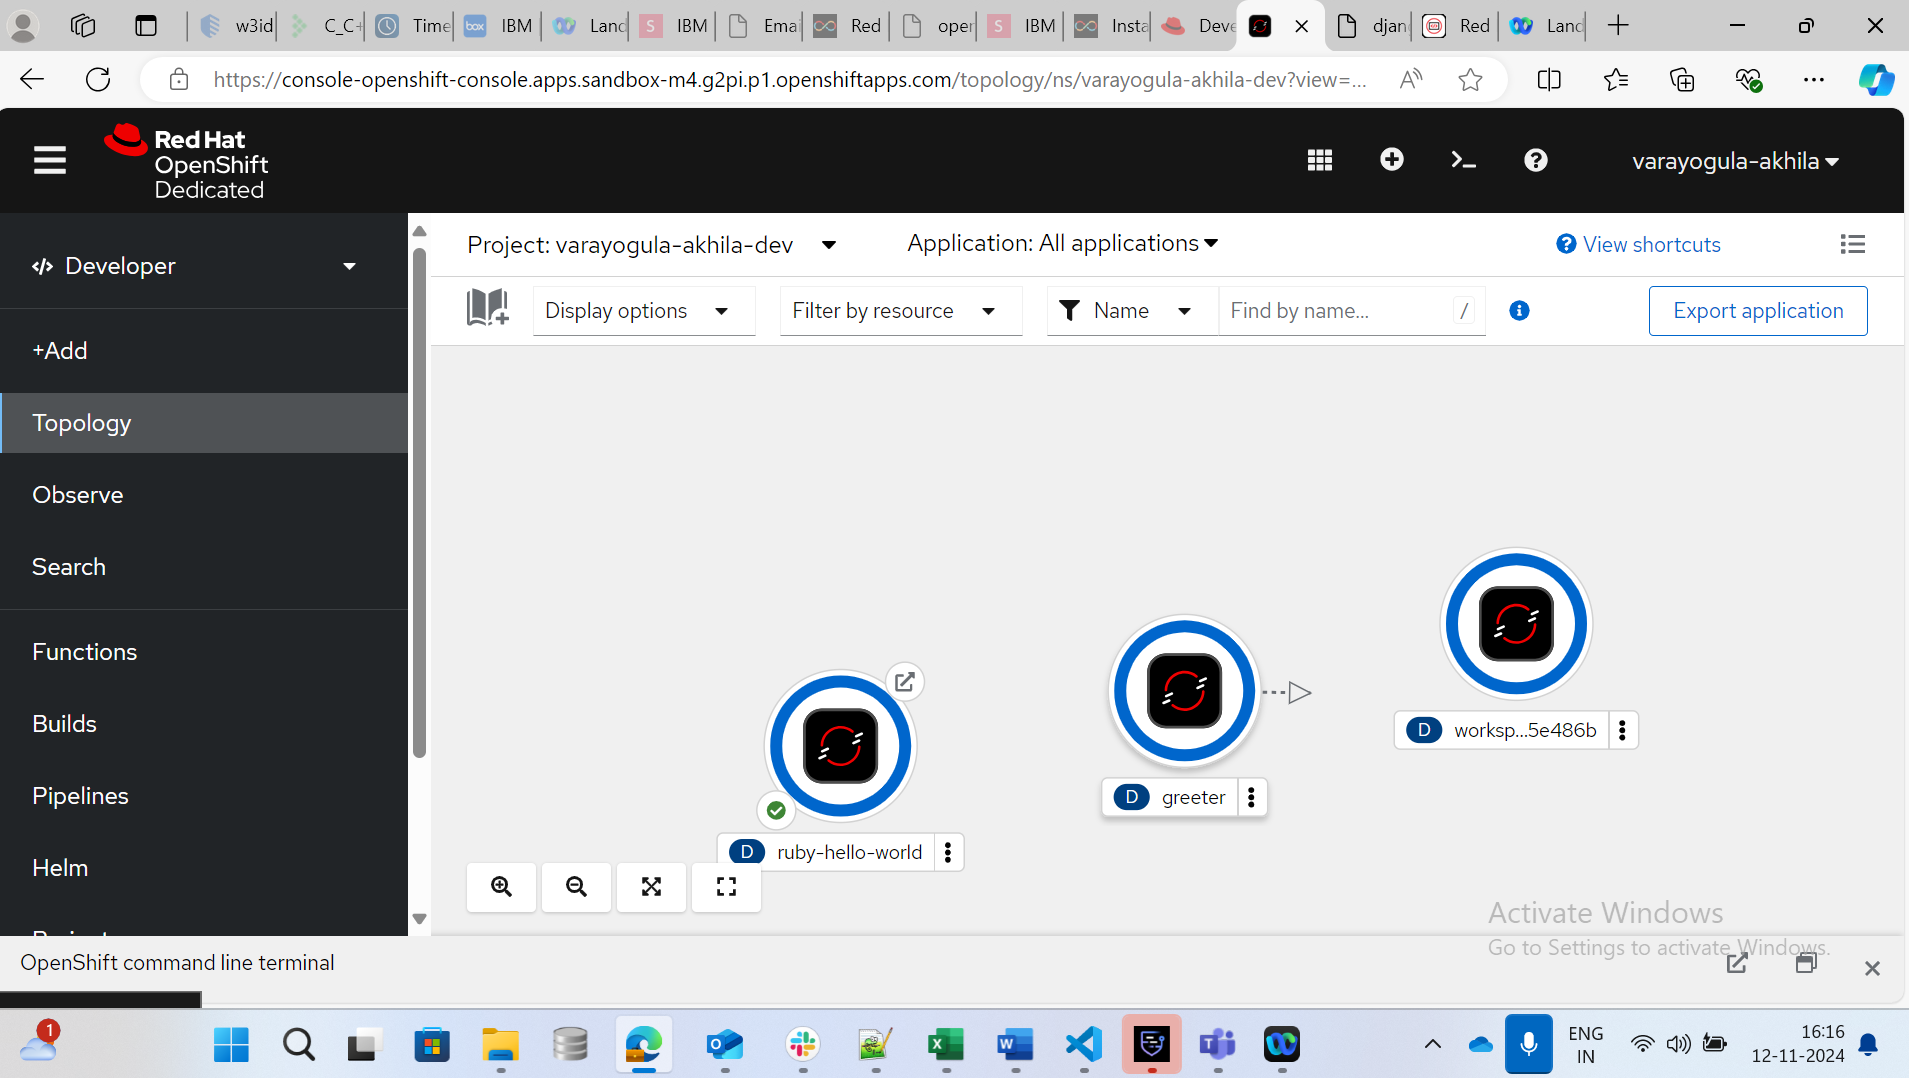 w3id
C_C+
Time
IBM
Land
IBM
Emai
Red
oper
IBM
Insta
Deve
djan
Red
Land
https://console-openshift-console.apps.sandbox-m4.g2pi.p1.openshiftapps.com/topology/ns/varayogula-akhila-dev?view=...
Red Hat
OpenShift
Dedicated
varayogula-akhila
Developer
Project: varayogula-akhila-dev
Application: All applications
View shortcuts
Display options
Filter by resource
Name
Find by name...
/
Export application
+Add
Topology
Observe
Search
Functions
Builds
Pipelines
Helm
D worksp...5e486b
D greeter
D ruby-hello-world
Activate Windows
Go to Settings to activate Windows.
OpenShift command line terminal
1
ENG
IN
16:16
12-11-2024